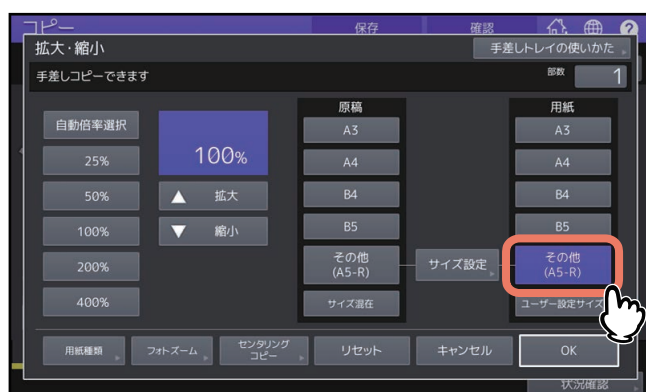 コピー
保存
確認
拡大・縮小
手差しトレイの使いかた
手差しコピーできます
部数
1
原稿
用紙
自動倍率選択
100%
A3
A3
25%
A4
A4
50%
拡大
B4
B4
100%
縮小
B5
B5
200%
その他
(A5-R)
サイズ設定
その他
(A5-R)
400%
サイズ混在
ユーザー設定サイズ
用紙種類
フォトズーム
センタリング
コピー
リセット
キャンセル
OK
状況確認